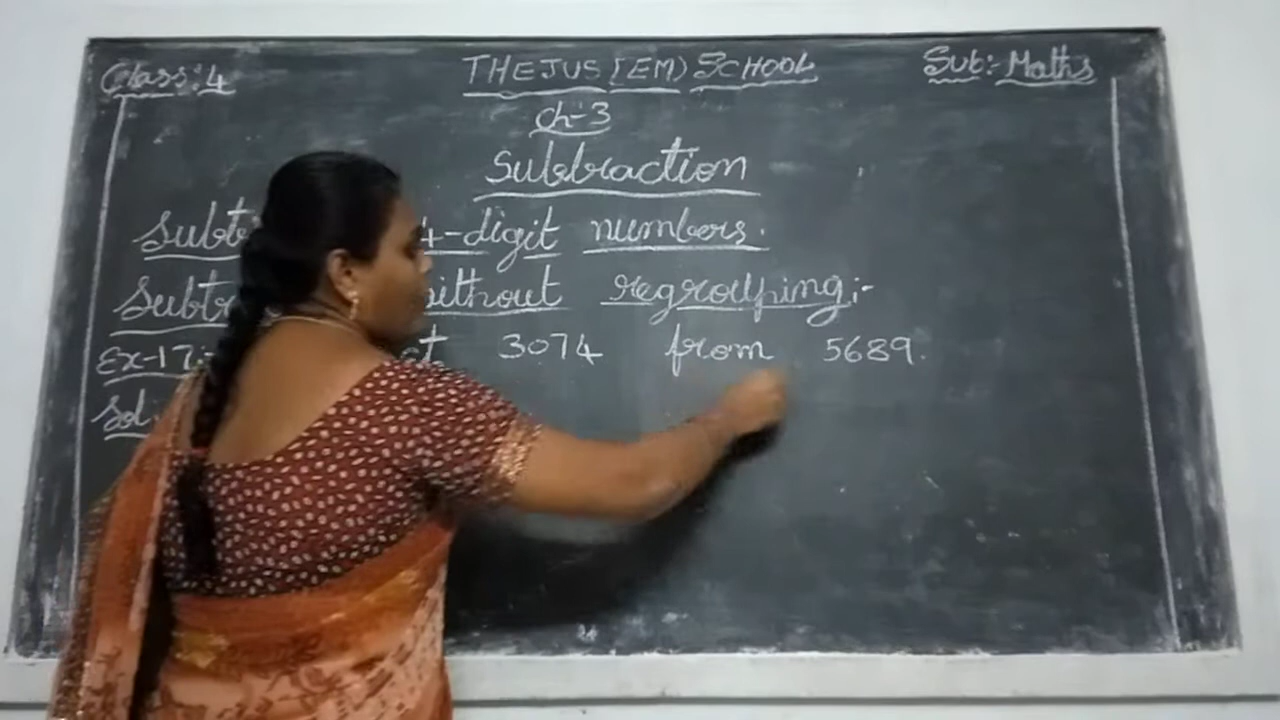 Class:4 THEJUS (EM) SCHOOL Sub:- Maths
Ch-3
Subtraction
4-digit numbers.
without regrouping:-
Ex-17:- 3074 from 5689.
Sol